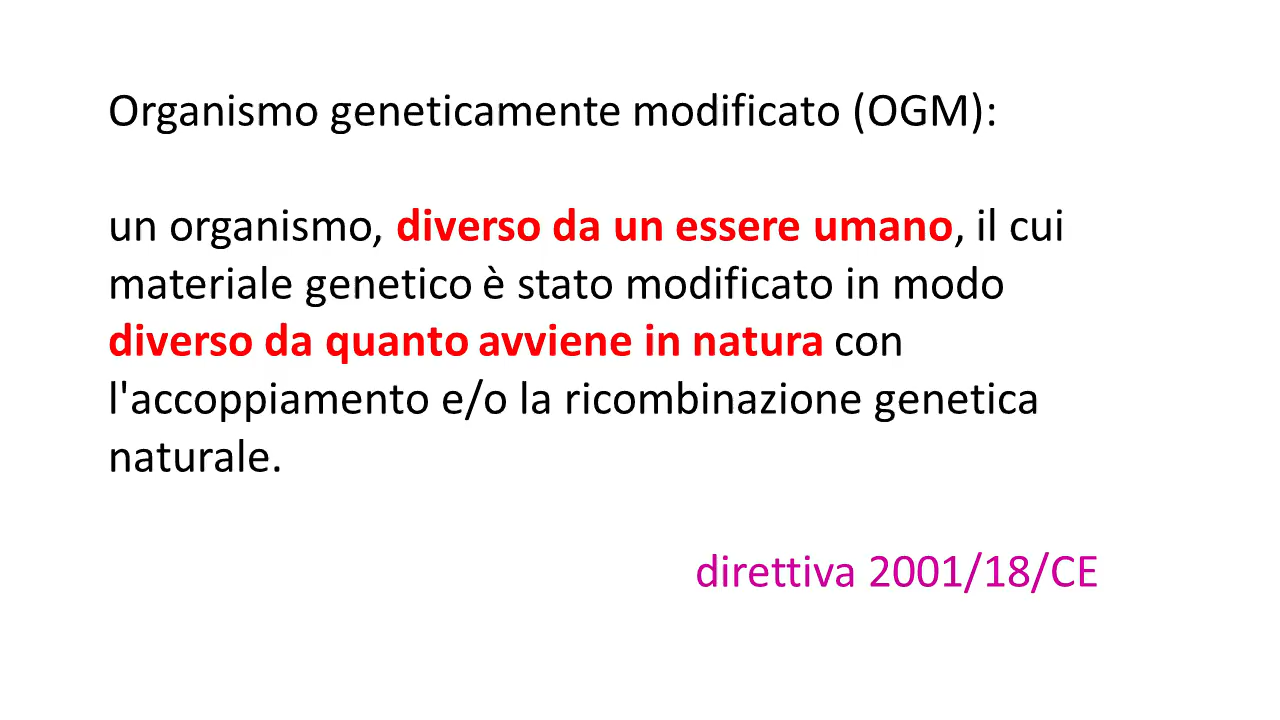 Organismo geneticamente modificato (OGM):
un organismo, diverso da un essere umano, il cui
materiale genetico è stato modificato in modo
diverso da quanto avviene in natura con
l'accoppiamento e/o la ricombinazione genetica
naturale.
direttiva 2001/18/CE